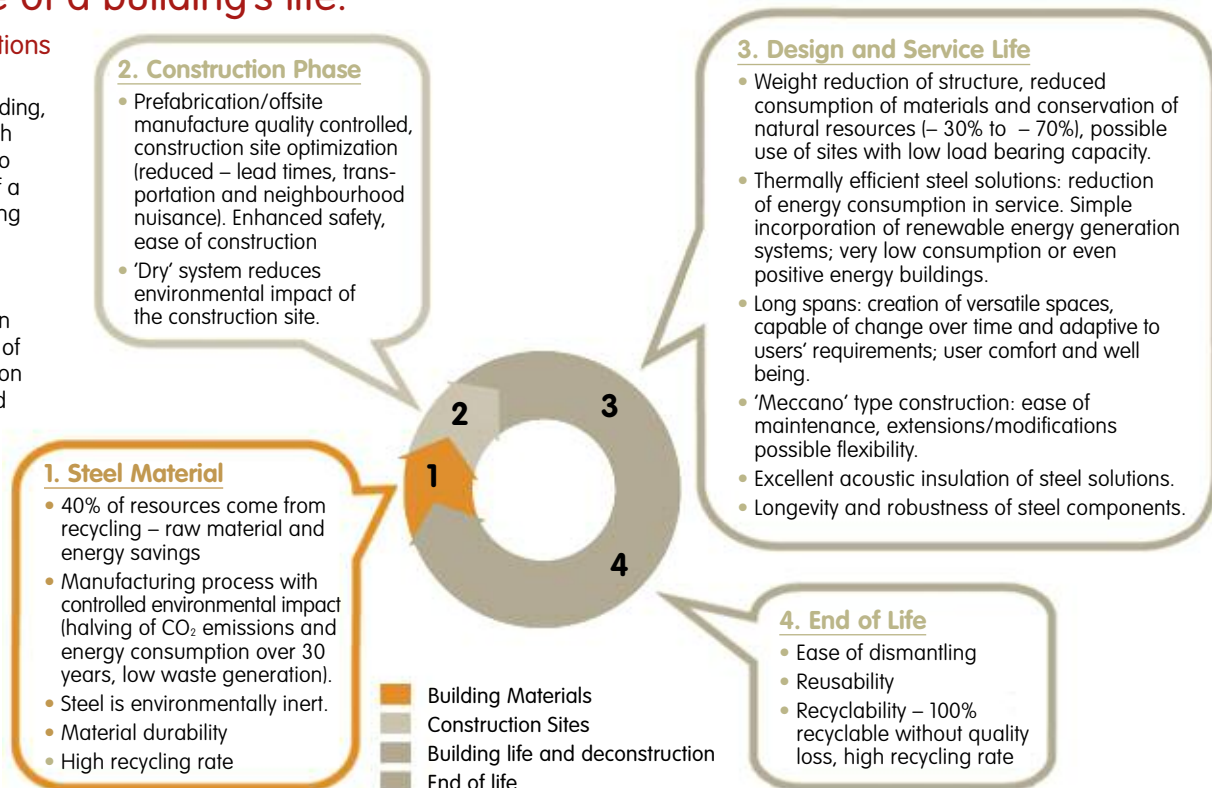 e of a building's life.
tions
ding,
th
o
f a
ng
n
of
on
d
2. Construction Phase
• Prefabrication/offsite
manufacture quality controlled,
construction site optimization
(reduced – lead times, trans-
portation and neighbourhood
nuisance). Enhanced safety,
ease of construction
• 'Dry' system reduces
environmental impact of
the construction site.
3. Design and Service Life
• Weight reduction of structure, reduced
consumption of materials and conservation of
natural resources (– 30% to – 70%), possible
use of sites with low load bearing capacity.
• Thermally efficient steel solutions: reduction
of energy consumption in service. Simple
incorporation of renewable energy generation
systems; very low consumption or even
positive energy buildings.
• Long spans: creation of versatile spaces,
capable of change over time and adaptive to
users' requirements; user comfort and well
being.
• 'Meccano' type construction: ease of
maintenance, extensions/modifications
possible flexibility.
• Excellent acoustic insulation of steel solutions.
• Longevity and robustness of steel components.
1
2
3
4
1. Steel Material
• 40% of resources come from
recycling – raw material and
energy savings
• Manufacturing process with
controlled environmental impact
(halving of CO₂ emissions and
energy consumption over 30
years, low waste generation).
• Steel is environmentally inert.
• Material durability
• High recycling rate
4. End of Life
• Ease of dismantling
• Reusability
• Recyclability – 100%
recyclable without quality
loss, high recycling rate
Building Materials
Construction Sites
Building life and deconstruction
End of life